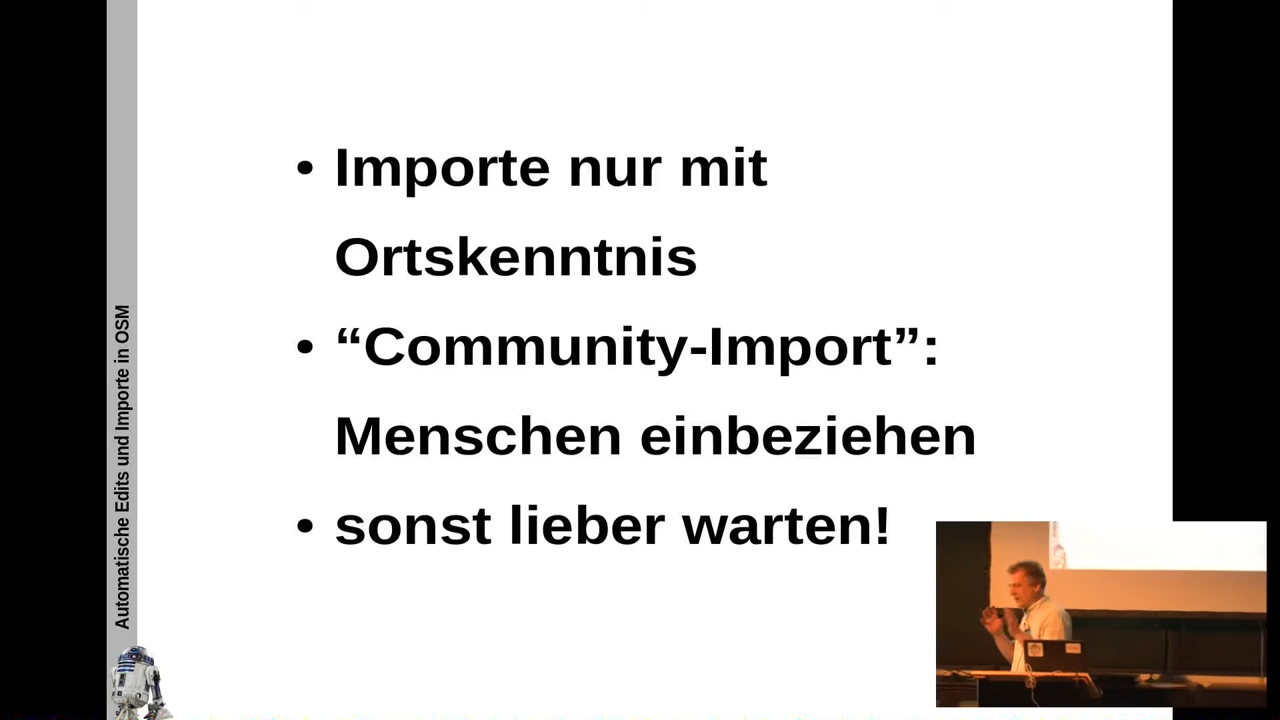 • Importe nur mit
Ortskenntnis
• “Community-Import”:
Menschen einbeziehen
• sonst lieber warten!
Automatische Edits und Importe in OSM